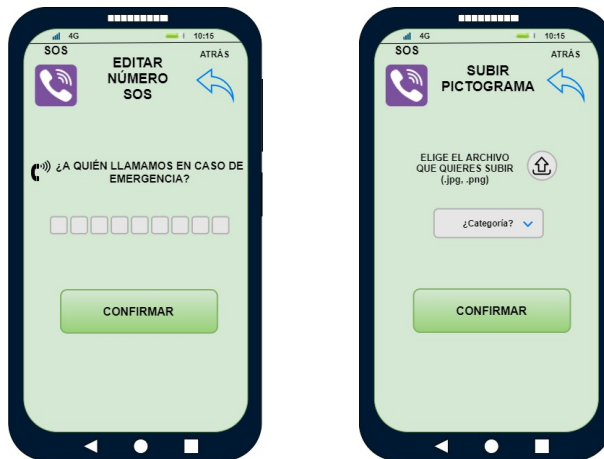 4G
10:15
SOS
ATRÁS
EDITAR
NÚMERO
SOS
¿A QUIÉN LLAMAMOS EN CASO DE
EMERGENCIA?
CONFIRMAR
4G
10:15
SOS
ATRÁS
SUBIR
PICTOGRAMA
ELIGE EL ARCHIVO
QUE QUIERES SUBIR
(.jpg, .png)
¿Categoría?
CONFIRMAR